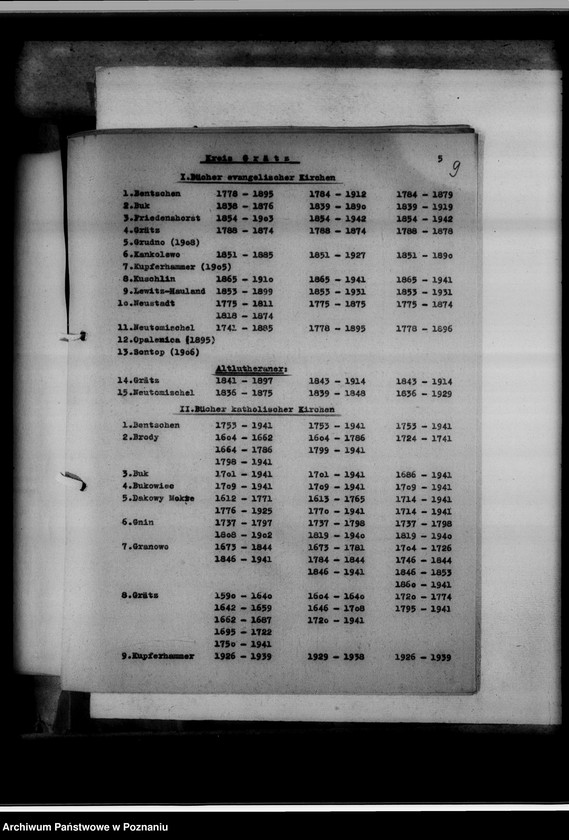 Kreis Grätz 5
9
I.Bücher evangelischer Kirchen
1.Bentschen 1778 - 1895 1784 - 1912 1784 - 1879
2.Buk 1838 - 1876 1839 - 1890 1839 - 1919
3.Friedenshorst 1854 - 1903 1854 - 1942 1854 - 1942
4.Grätz 1788 - 1874 1788 - 1874 1788 - 1878
5.Grudno (1908)
6.Kankolewo 1851 - 1885 1851 - 1927 1851 - 1890
7.Kupferhammer (1905)
8.Kuschlin 1865 - 1910 1865 - 1941 1865 - 1941
9.Lewitz-Hauland 1853 - 1899 1853 - 1931 1853 - 1931
10.Neustadt 1775 - 1811 1775 - 1875 1775 - 1874
1818 - 1874
11.Neutomischel 1741 - 1885 1778 - 1895 1778 - 1896
12.Opalenica (1895)
13.Sontop (1906)
Altlutheraner:
14.Grätz 1841 - 1897 1843 - 1914 1843 - 1914
15.Neutomischel 1836 - 1875 1839 - 1848 1836 - 1929
II.Bücher katholischer Kirchen
1.Bentschen 1753 - 1941 1753 - 1941 1753 - 1941
2.Brody 1604 - 1662 1604 - 1786 1724 - 1741
1664 - 1786 1799 - 1941
1798 - 1941
3.Buk 1701 - 1941 1701 - 1941 1686 - 1941
4.Bukowiec 1709 - 1941 1709 - 1941 1709 - 1941
5.Dakowy Mokre 1612 - 1771 1613 - 1765 1714 - 1941
1776 - 1925 1770 - 1941 1714 - 1941
6.Gnin 1737 - 1797 1737 - 1798 1737 - 1798
1808 - 1902 1819 - 1940 1819 - 1940
7.Granowo 1673 - 1844 1673 - 1781 1704 - 1726
1846 - 1941 1784 - 1844 1746 - 1844
1846 - 1941 1846 - 1853
1860 - 1941
8.Grätz 1590 - 1640 1604 - 1640 1720 - 1774
1642 - 1659 1646 - 1708 1795 - 1941
1662 - 1687 1720 - 1941
1695 - 1722
1750 - 1941
9.Kupferhammer 1926 - 1939 1929 - 1938 1926 - 1939
Archiwum Państwowe w Poznaniu